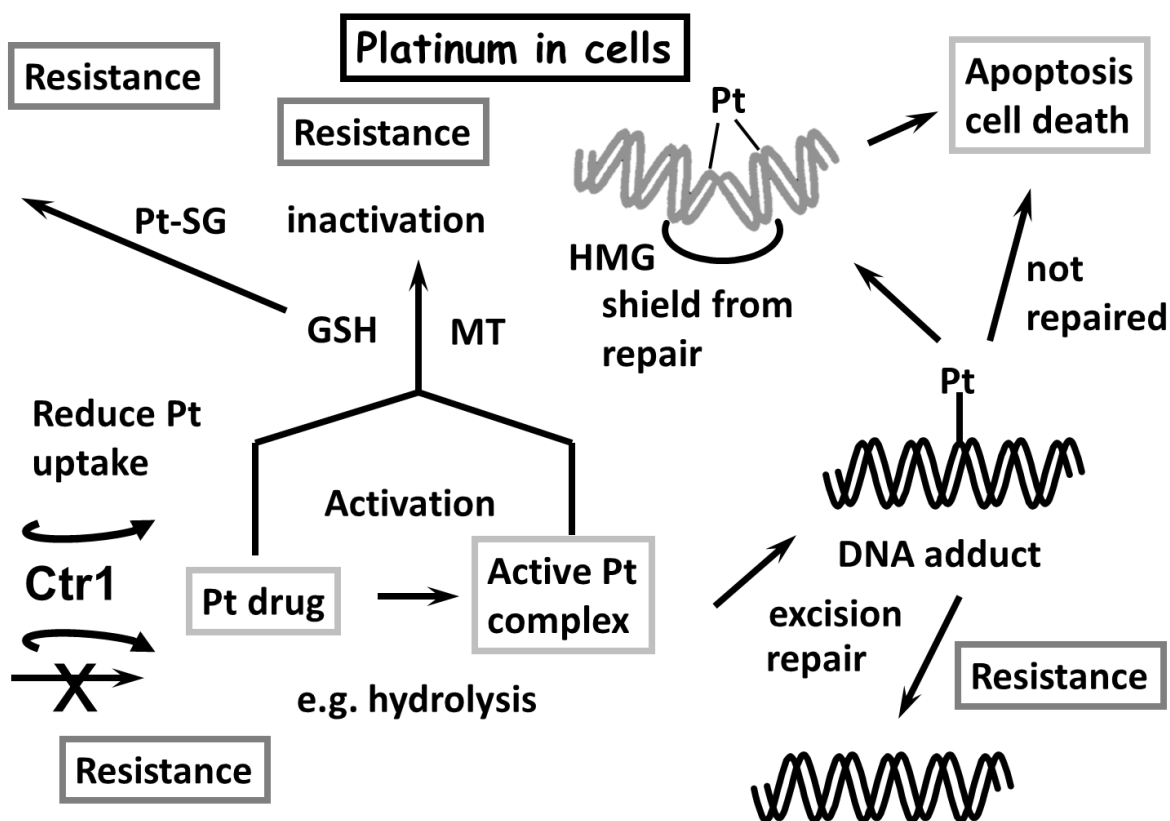 Platinum in cells
Resistance
Resistance
Pt-SG
inactivation
GSH
MT
Reduce Pt
uptake
Ctr1
X
Resistance
Activation
Pt drug
Active Pt
complex
e.g. hydrolysis
Pt
HMG
shield from
repair
Apoptosis
cell death
not
repaired
Pt
DNA adduct
excision
repair
Resistance